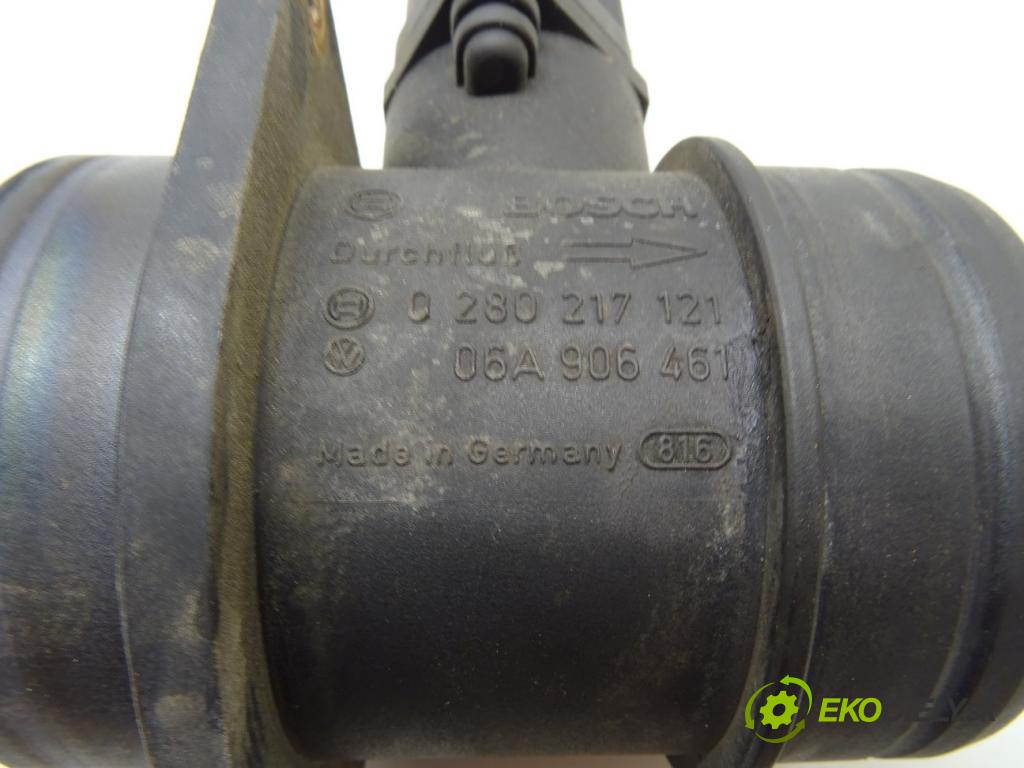 BOSCH
Durchfluß
0 280 217 121
06A 906 461
Made in Germany 816
EKO